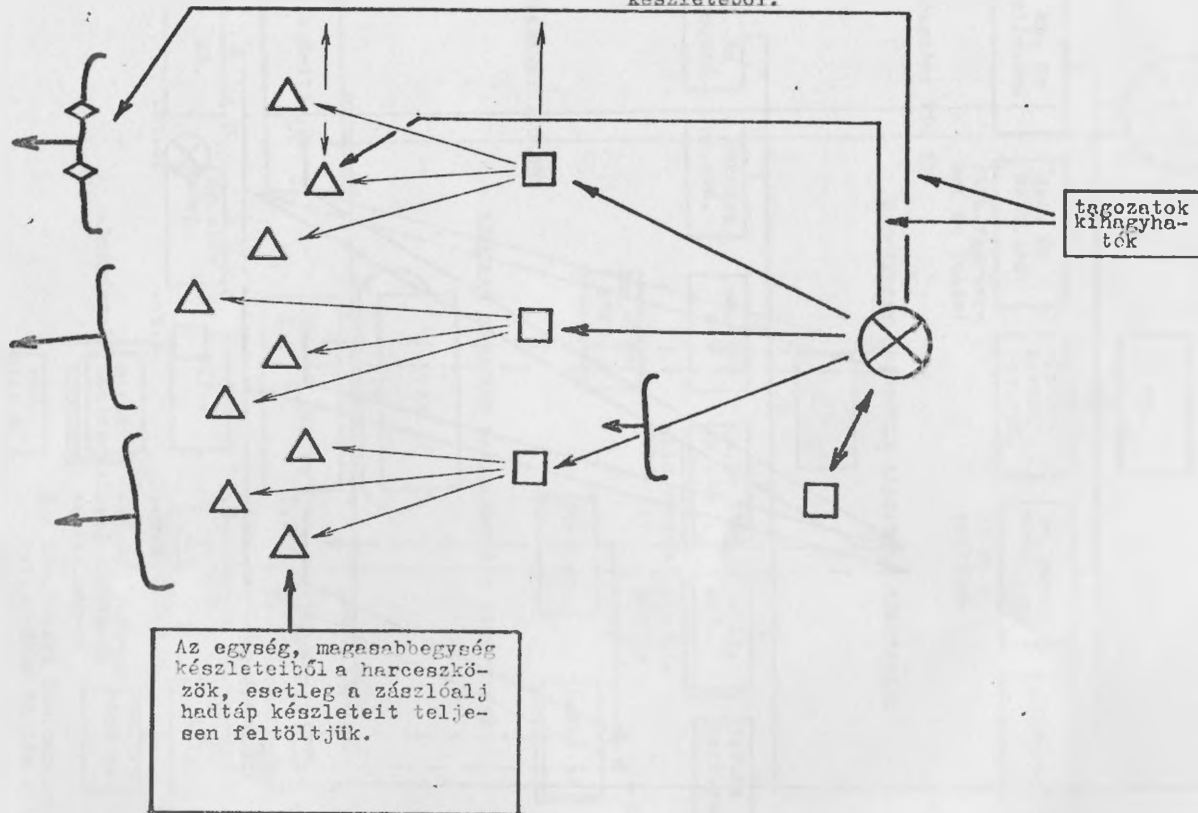 készletéből.
tagozatok
kihagyha-
tók
Az egység, magasabbegység
készleteiből a harceszkö-
zök, esetleg a zászlóalj
hadtáp készleteit telje-
sen feltöltjük.